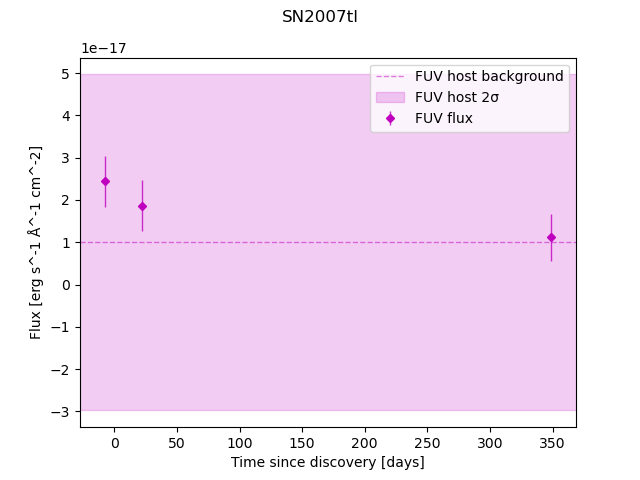 SN2007tl
1e−17
FUV host background
FUV host 2σ
FUV flux
5
4
3
2
1
0
−1
−2
−3
Flux [erg s^-1 Å^-1 cm^-2]
0 50 100 150 200 250 300 350
Time since discovery [days]